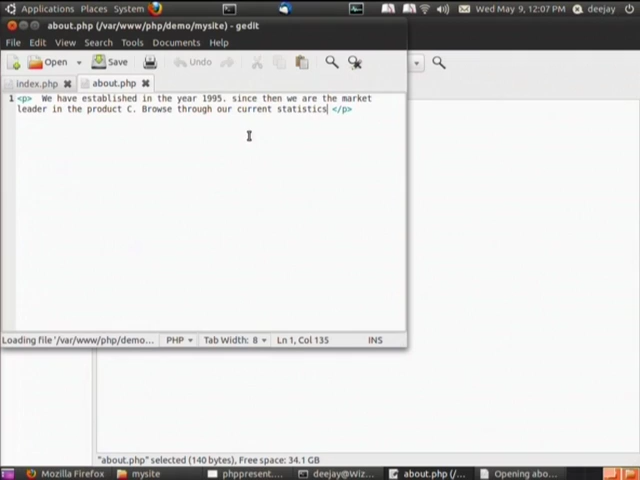 Applications Places System Wed May 9, 12:07 PM deejay
about.php (/var/www/php/demo/mysite) - gedit
File Edit View Search Tools Documents Help
Open Save Undo
index.php about.php
1 <p>  We have established in the year 1995. since then we are the market
leader in the product C. Browse through our current statistics </p>
Loading file '/var/www/php/demo... PHP Tab Width: 8 Ln 1, Col 135 INS
"about.php" selected (140 bytes), Free space: 34.1 GB
Mozilla Firefox mysite phppresent.... deejay@Wiz... about.php (/... Opening abo...